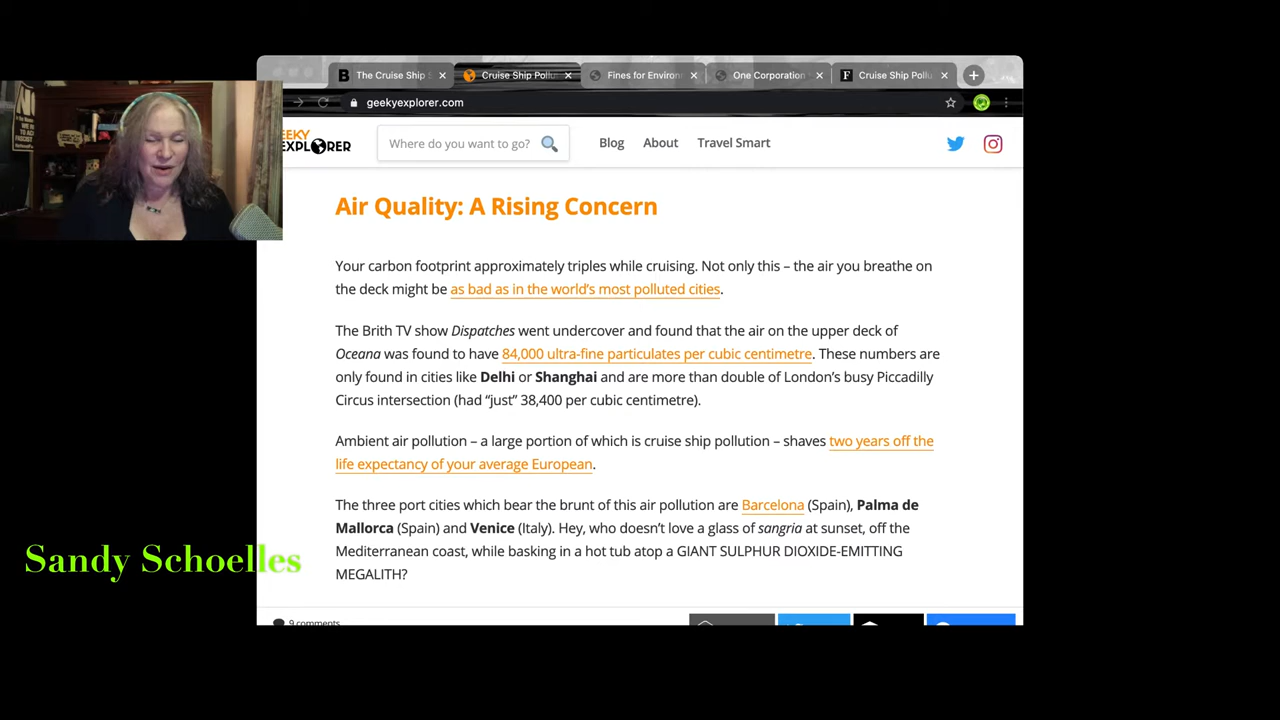 The Cruise Ship
Cruise Ship Pollu
Fines for Environ
One Corporation
Cruise Ship Pollu
geekyexplorer.com
EEKY
EXPLORER
Where do you want to go?
Blog
About
Travel Smart
Air Quality: A Rising Concern
Your carbon footprint approximately triples while cruising. Not only this – the air you breathe on
the deck might be as bad as in the world's most polluted cities.
The Brith TV show Dispatches went undercover and found that the air on the upper deck of
Oceana was found to have 84,000 ultra-fine particulates per cubic centimetre. These numbers are
only found in cities like Delhi or Shanghai and are more than double of London's busy Piccadilly
Circus intersection (had “just” 38,400 per cubic centimetre).
Ambient air pollution – a large portion of which is cruise ship pollution – shaves two years off the
life expectancy of your average European.
The three port cities which bear the brunt of this air pollution are Barcelona (Spain), Palma de
Mallorca (Spain) and Venice (Italy). Hey, who doesn't love a glass of sangria at sunset, off the
Mediterranean coast, while basking in a hot tub atop a GIANT SULPHUR DIOXIDE-EMITTING
MEGALITH?
9 comments
Sandy Schoelles